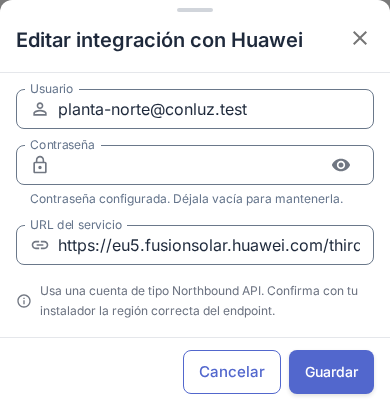 Editar integración con Huawei
Usuario
planta-norte@conluz.test
Contraseña
Contraseña configurada. Déjala vacía para mantenerla.
URL del servicio
https://eu5.fusionsolar.huawei.com/thirc
Usa una cuenta de tipo Northbound API. Confirma con tu
instalador la región correcta del endpoint.
Cancelar
Guardar